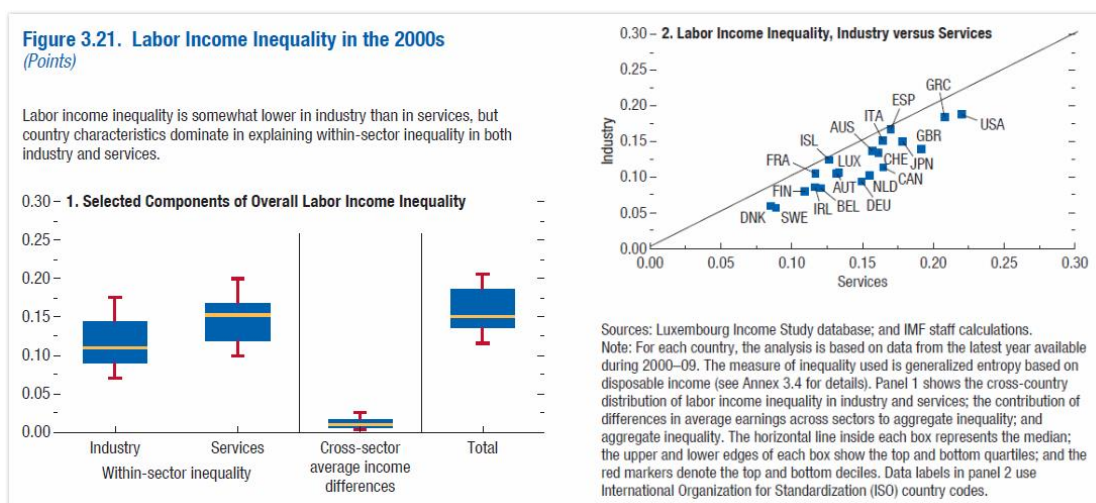 Figure 3.21. Labor Income Inequality in the 2000s
(Points)
Labor income inequality is somewhat lower in industry than in services, but
country characteristics dominate in explaining within-sector inequality in both
industry and services.
0.30
1. Selected Components of Overall Labor Income Inequality
0.25
0.20
0.15
0.10
0.05
0.00
Industry
Services
Cross-sector
average income
differences
Total
Within-sector inequality
0.30
2. Labor Income Inequality, Industry versus Services
0.25
0.20
0.15
0.10
0.05
0.00
Industry
GRC
ESP
USA
ITA
AUS
GBR
ISL
JPN
FRA
LUX
CHE
CAN
FIN
AUT
NLD
IRL
BEL
DEU
DNK
SWE
0.00
0.05
0.10
0.15
0.20
0.25
0.30
Services
Sources: Luxembourg Income Study database; and IMF staff calculations.
Note: For each country, the analysis is based on data from the latest year available
during 2000–09. The measure of inequality used is generalized entropy based on
disposable income (see Annex 3.4 for details). Panel 1 shows the cross-country
distribution of labor income inequality in industry and services; the contribution of
differences in average earnings across sectors to aggregate inequality; and
aggregate inequality. The horizontal line inside each box represents the median;
the upper and lower edges of each box show the top and bottom quartiles; and the
red markers denote the top and bottom deciles. Data labels in panel 2 use
International Organization for Standardization (ISO) country codes.